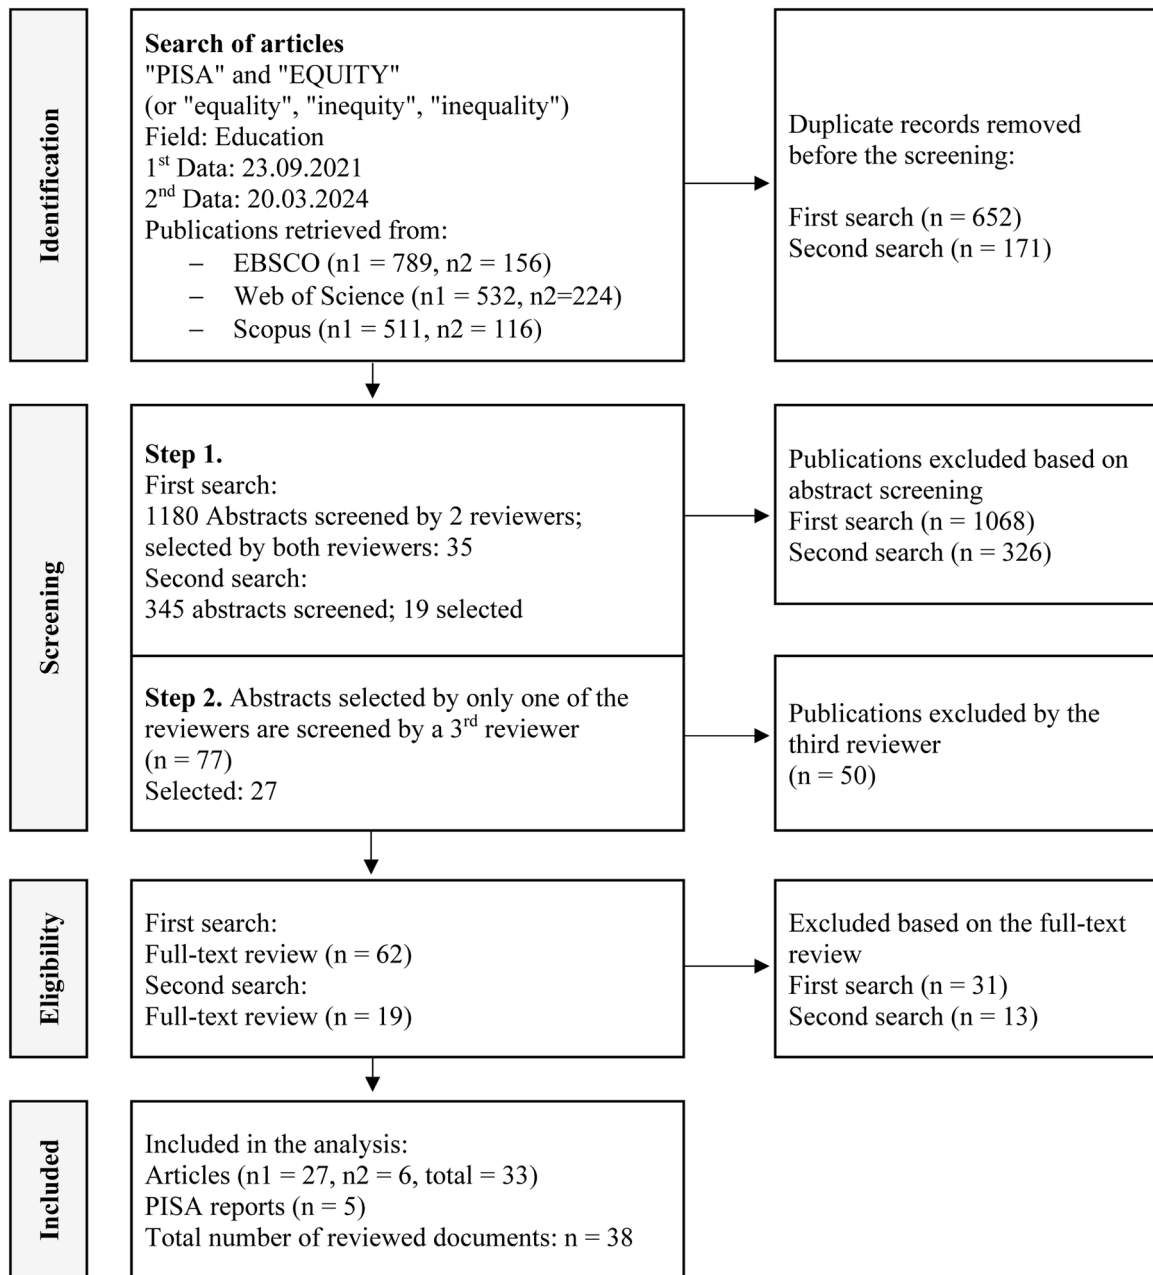 Identification
Search of articles
"PISA" and "EQUITY"
(or "equality", "inequity", "inequality")
Field: Education
1st Data: 23.09.2021
2nd Data: 20.03.2024
Publications retrieved from:
– EBSCO (n1 = 789, n2 = 156)
– Web of Science (n1 = 532, n2=224)
– Scopus (n1 = 511, n2 = 116)
Duplicate records removed
before the screening:
First search (n = 652)
Second search (n = 171)
Screening
Step 1.
First search:
1180 Abstracts screened by 2 reviewers;
selected by both reviewers: 35
Second search:
345 abstracts screened; 19 selected
Publications excluded based on
abstract screening
First search (n = 1068)
Second search (n = 326)
Step 2. Abstracts selected by only one of the
reviewers are screened by a 3rd reviewer
(n = 77)
Selected: 27
Publications excluded by the
third reviewer
(n = 50)
Eligibility
First search:
Full-text review (n = 62)
Second search:
Full-text review (n = 19)
Excluded based on the full-text
review
First search (n = 31)
Second search (n = 13)
Included
Included in the analysis:
Articles (n1 = 27, n2 = 6, total = 33)
PISA reports (n = 5)
Total number of reviewed documents: n = 38